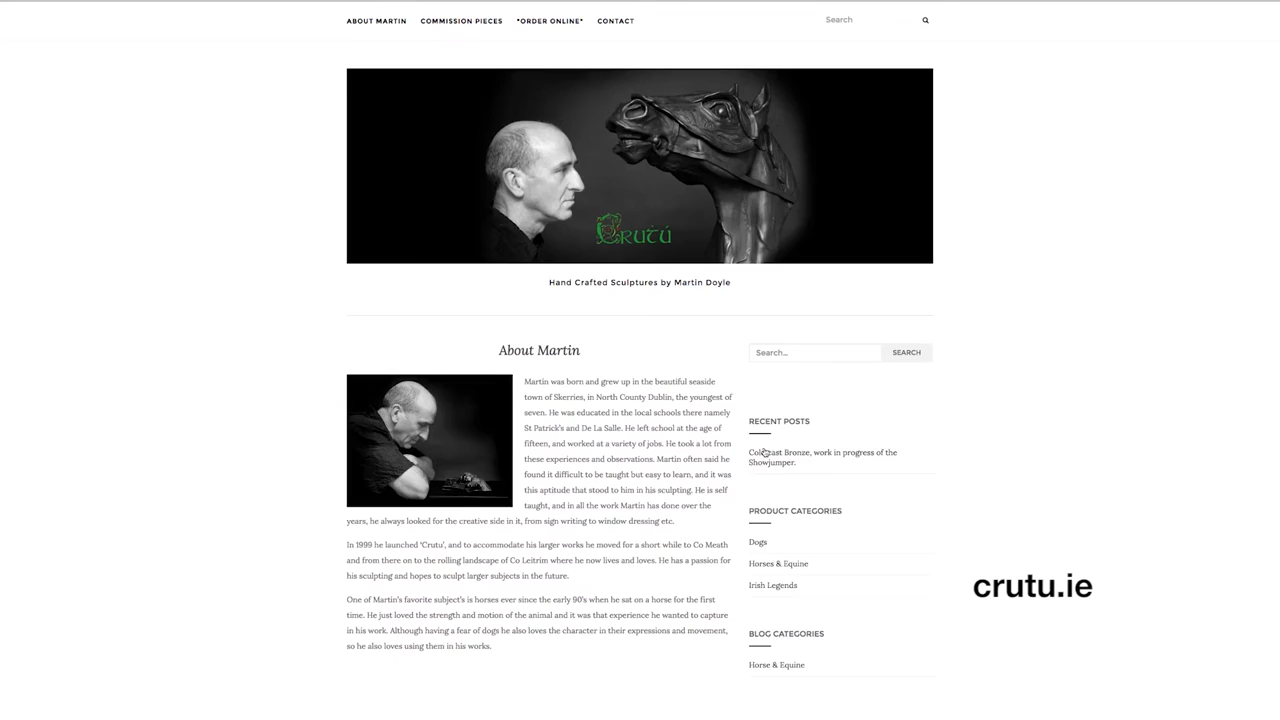 ABOUT MARTIN COMMISSION PIECES *ORDER ONLINE* CONTACT Search
Crutú
Hand Crafted Sculptures by Martin Doyle
About Martin
Martin was born and grew up in the beautiful seaside
town of Skerries, in North County Dublin, the youngest of
seven. He was educated in the local schools there namely
St Patrick's and De La Salle. He left school at the age of
fifteen, and worked at a variety of jobs. He took a lot from
these experiences and observations. Martin often said he
found it difficult to be taught but easy to learn, and it was
this aptitude that stood to him in his sculpting. He is self
taught, and in all the work Martin has done over the
years, he always looked for the creative side in it, from sign writing to window dressing etc.
In 1999 he launched 'Crutu', and to accommodate his larger works he moved for a short while to Co Meath
and from there on to the rolling landscape of Co Leitrim where he now lives and loves. He has a passion for
his sculpting and hopes to sculpt larger subjects in the future.
One of Martin's favorite subject's is horses ever since the early 90's when he sat on a horse for the first
time. He just loved the strength and motion of the animal and it was that experience he wanted to capture
in his work. Although having a fear of dogs he also loves the character in their expressions and movement,
so he also loves using them in his works.
Search... SEARCH
RECENT POSTS
Cold cast Bronze, work in progress of the
Showjumper.
PRODUCT CATEGORIES
Dogs
Horses & Equine
Irish Legends
BLOG CATEGORIES
Horse & Equine
crutu.ie